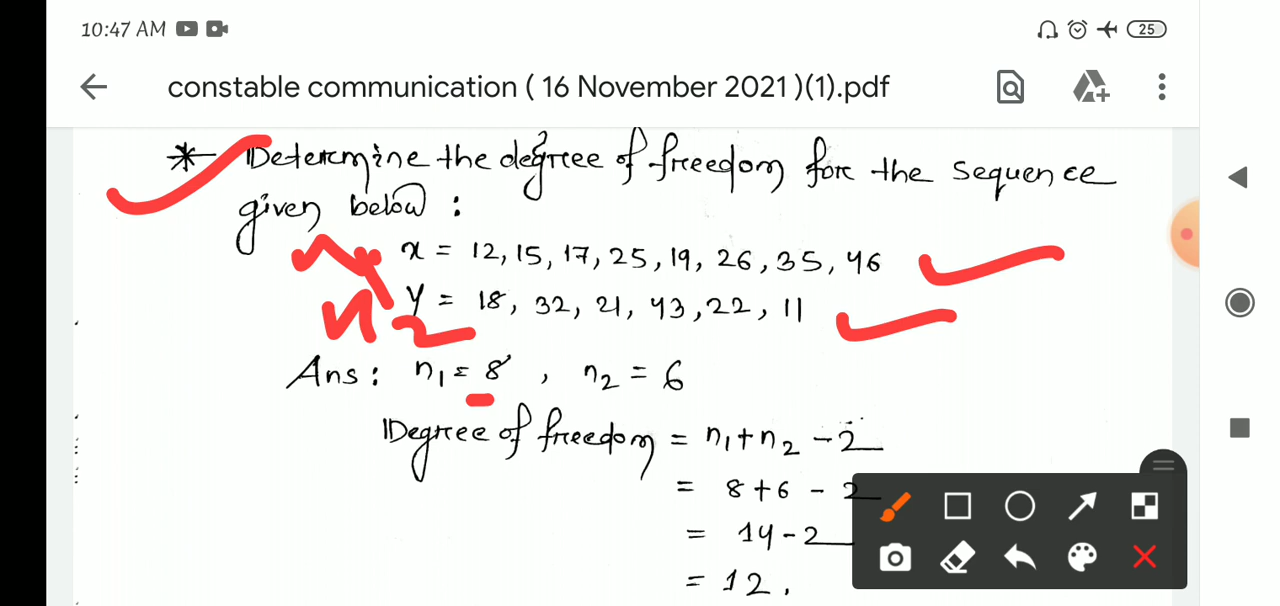 10:47 AM
25
constable communication ( 16 November 2021 )(1).pdf
* Determine the degree of freedom for the sequence
given below :
x = 12, 15, 17, 25, 19, 26, 35, 46
Y = 18, 32, 21, 43, 22, 11
n2
Ans : n1 = 8 , n2 = 6
Degree of freedom = n1 + n2 - 2
= 8 + 6 - 2
= 14 - 2
= 12 .